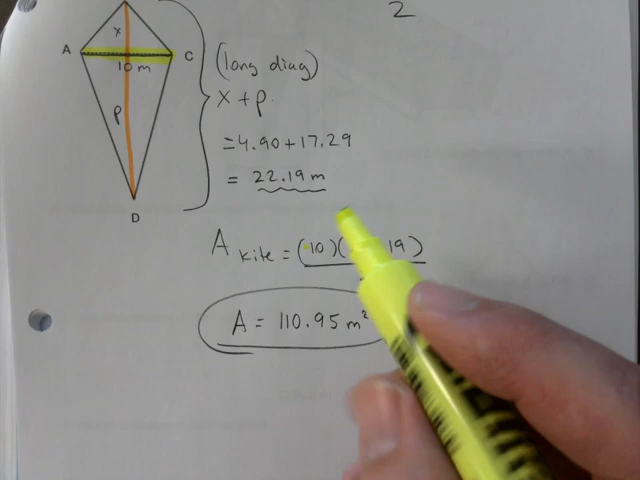 2
x
A
C
10 m
p
D
(long diag)
x + p
= 4.90 + 17.29
= 22.19 m
A kite = (10)( 19)
A = 110.95 m²